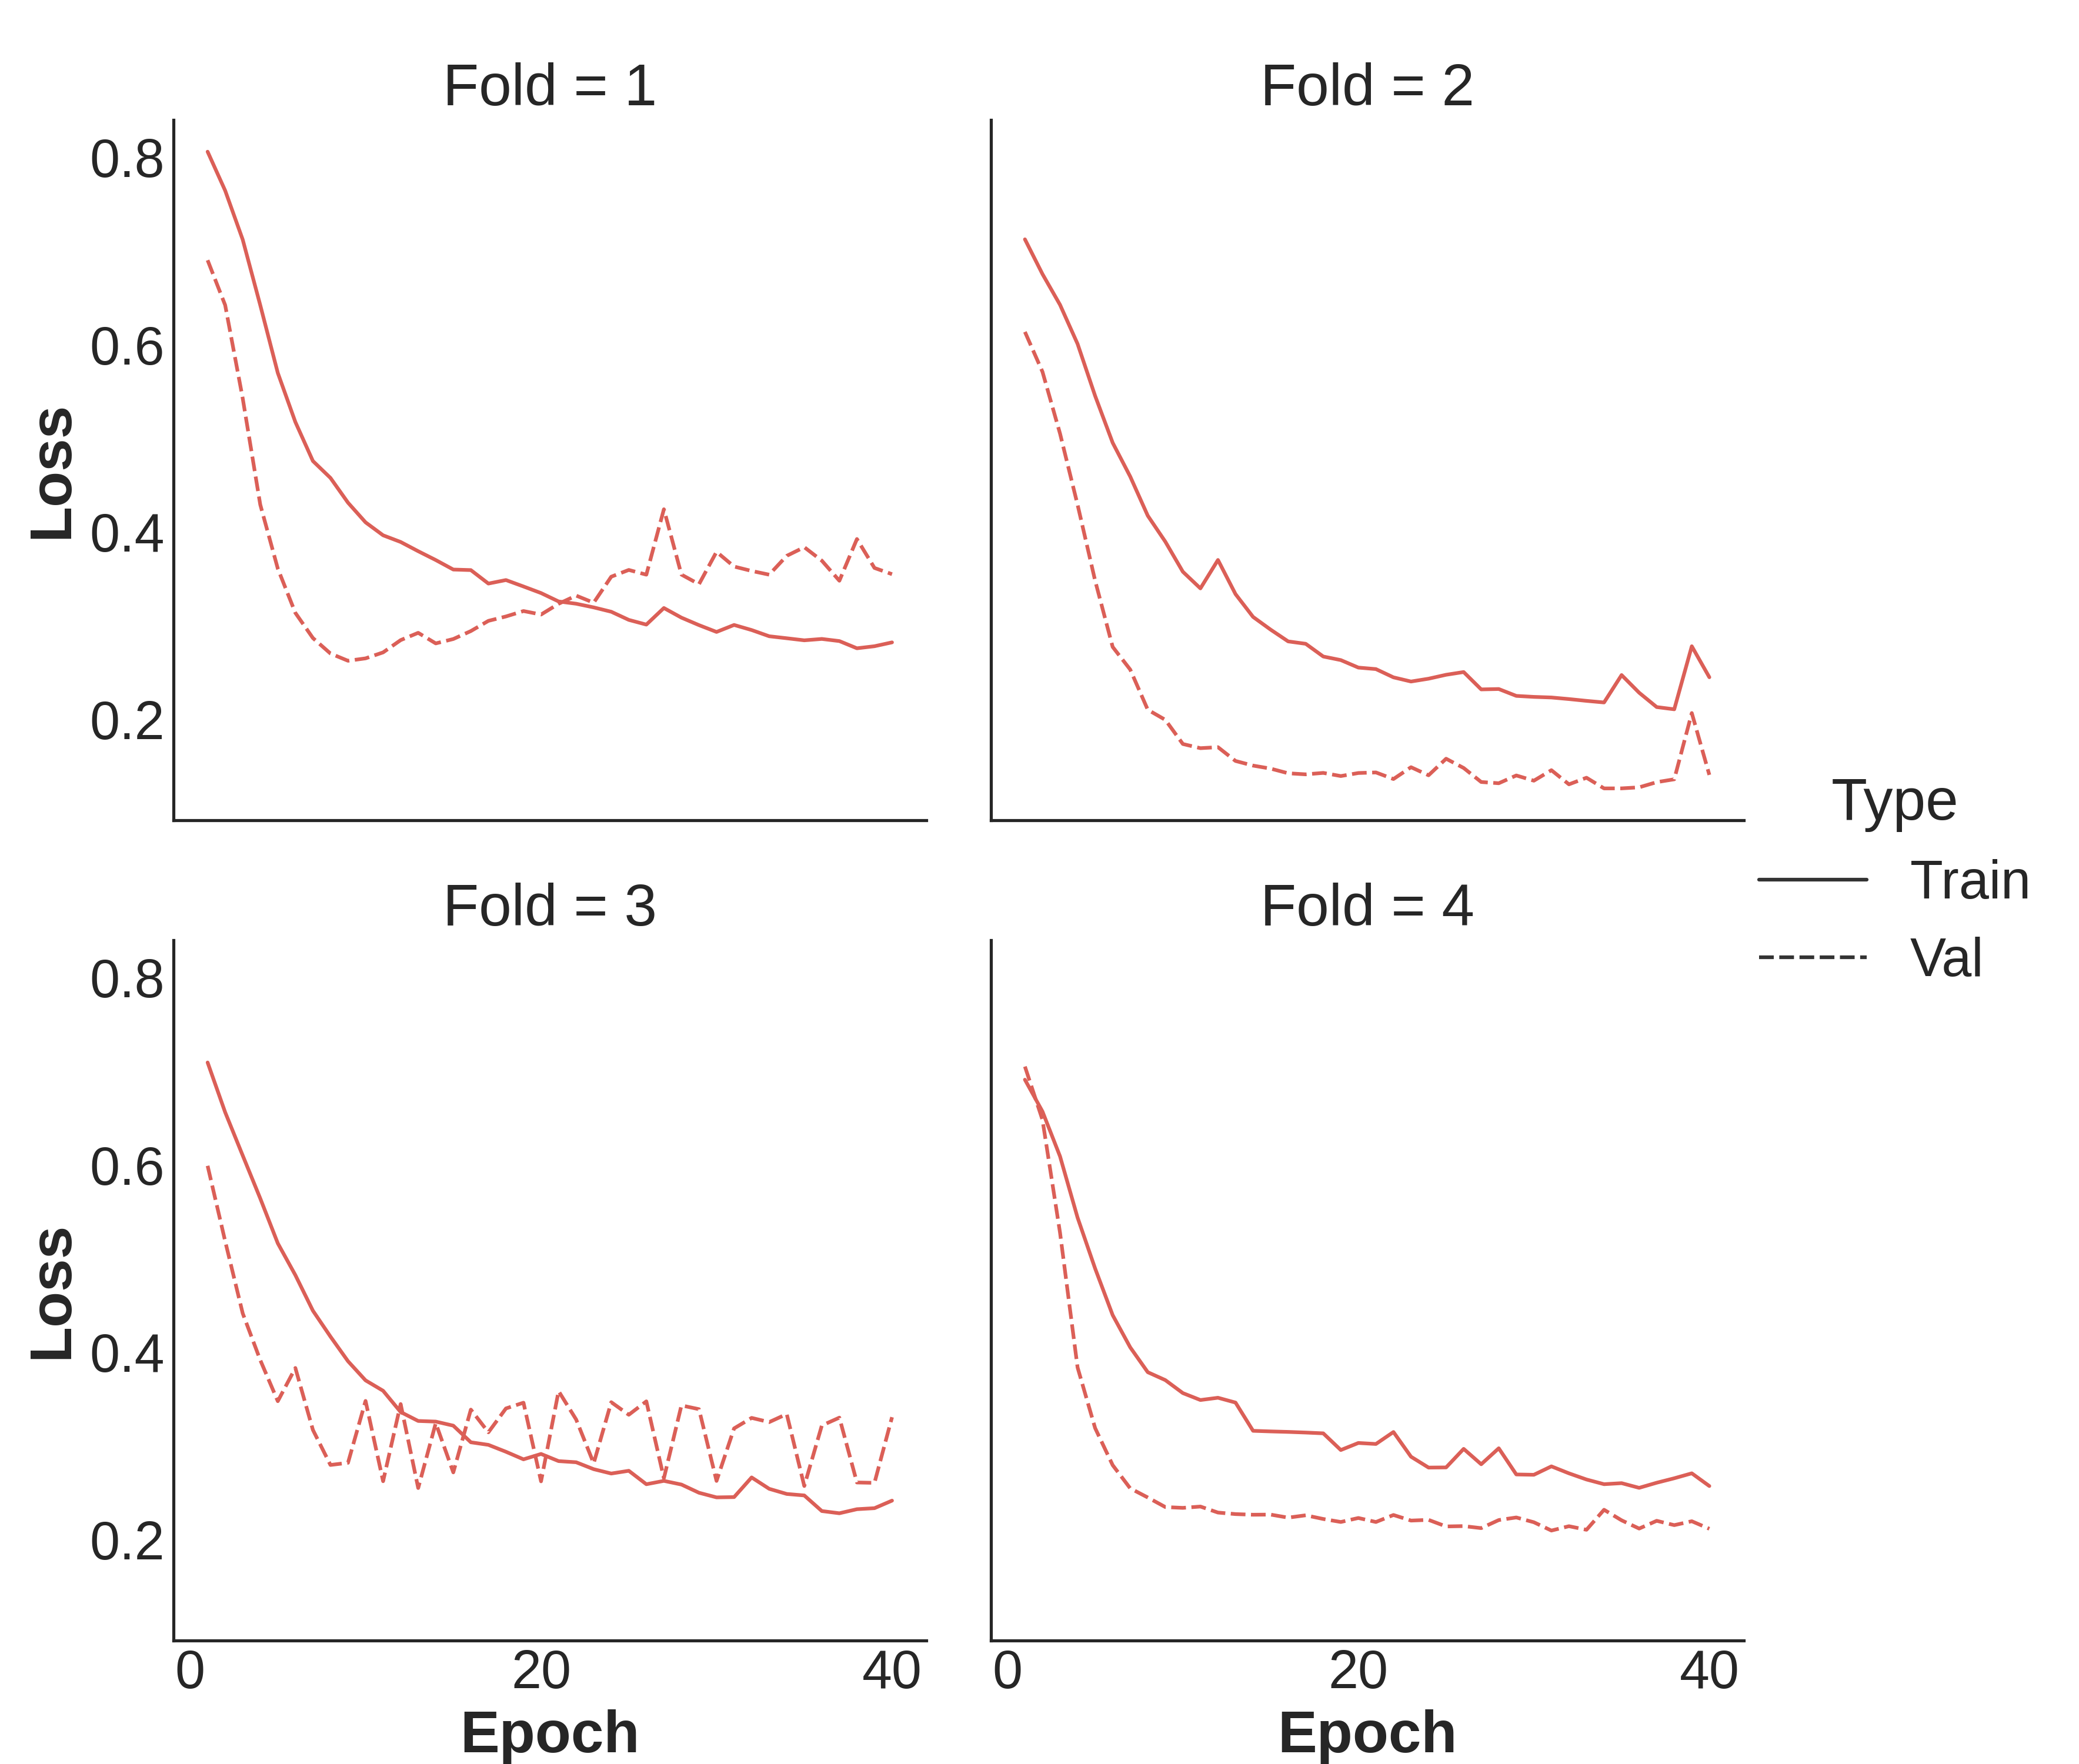 Fold = 1
Fold = 2
0.8
0.6
0.4
0.2
Loss
Type
Train
Val
Fold = 3
Fold = 4
0.8
0.6
0.4
0.2
Loss
0 20 40
0 20 40
Epoch
Epoch